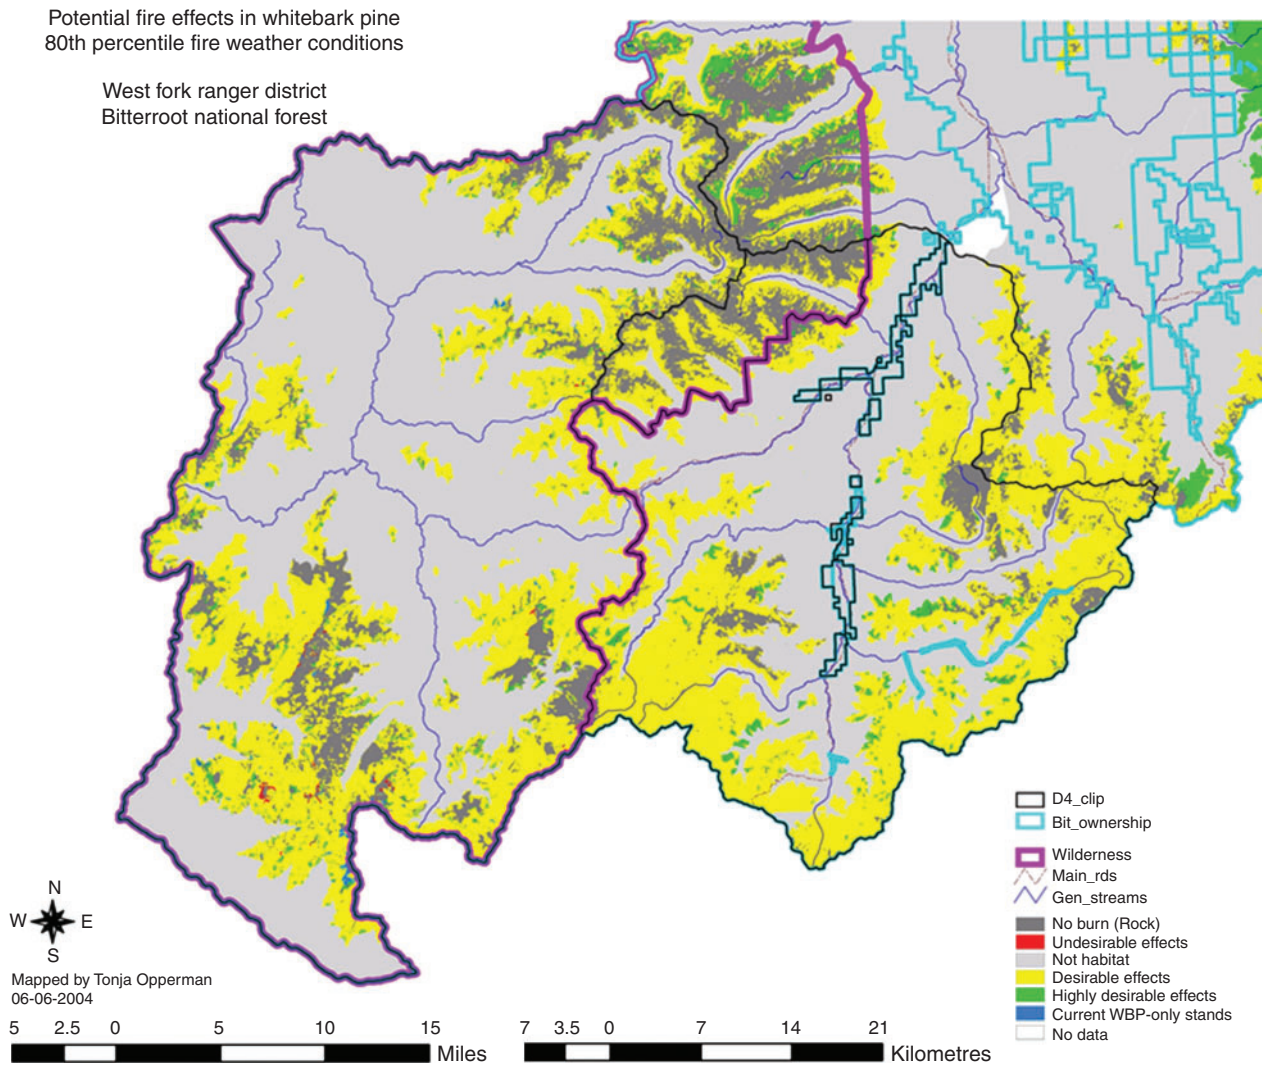 Potential fire effects in whitebark pine
80th percentile fire weather conditions
West fork ranger district
Bitterroot national forest
D4_clip
Bit_ownership
Wilderness
Main_rds
Gen_streams
No burn (Rock)
Undesirable effects
Not habitat
Desirable effects
Highly desirable effects
Current WBP-only stands
No data
N
W E
S
Mapped by Tonja Opperman
06-06-2004
5 2.5 0 5 10 15
Miles
7 3.5 0 7 14 21
Kilometres